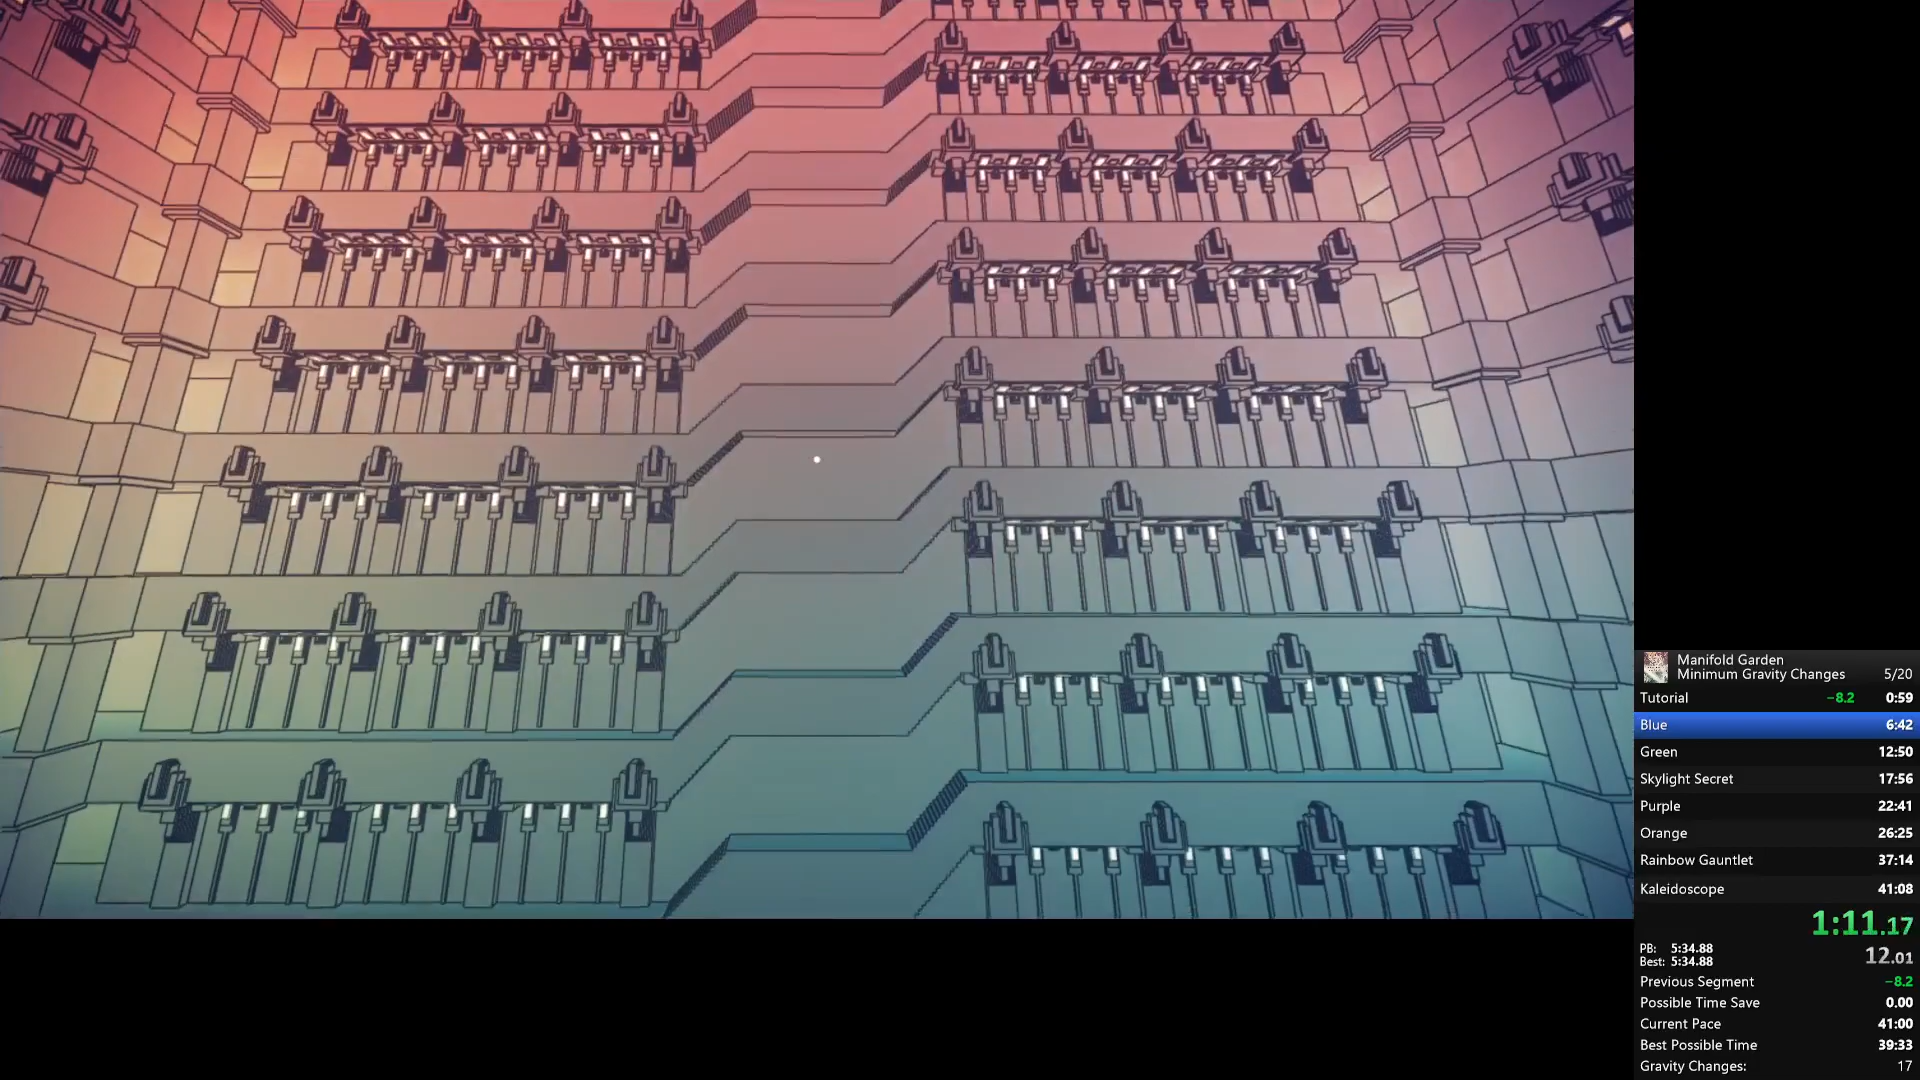 Manifold Garden
Minimum Gravity Changes 5/20
Tutorial −8.2 0:59
Blue 6:42
Green 12:50
Skylight Secret 17:56
Purple 22:41
Orange 26:25
Rainbow Gauntlet 37:14
Kaleidoscope 41:08
1:11.17
PB: 5:34.88
Best: 5:34.88
12.01
Previous Segment −8.2
Possible Time Save 0.00
Current Pace 41:00
Best Possible Time 39:33
Gravity Changes: 17